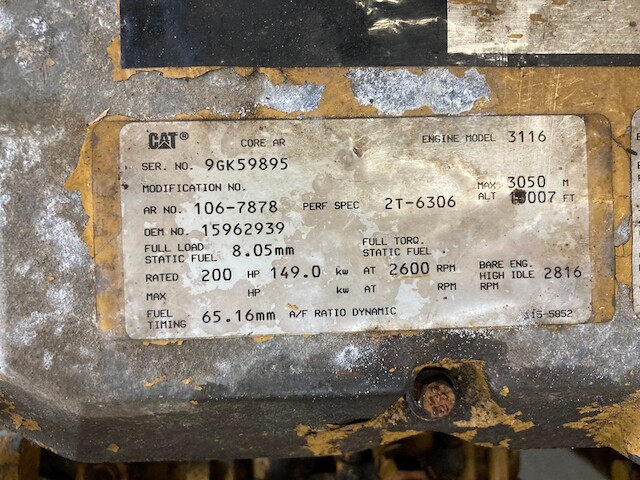 CAT® CORE AR ENGINE MODEL 3116
SER. NO. 9GK59895
MODIFICATION NO.
AR NO. 106-7878 PERF SPEC 2T-6306 MAX ALT 3050 M
007 FT
OEM NO. 15962939
FULL LOAD STATIC FUEL 8.05mm FULL TORQ. STATIC FUEL
RATED 200 HP 149.0 kw AT 2600 RPM BARE ENG. HIGH IDLE RPM 2816
MAX HP kw AT RPM
FUEL TIMING 65.16mm A/F RATIO DYNAMIC